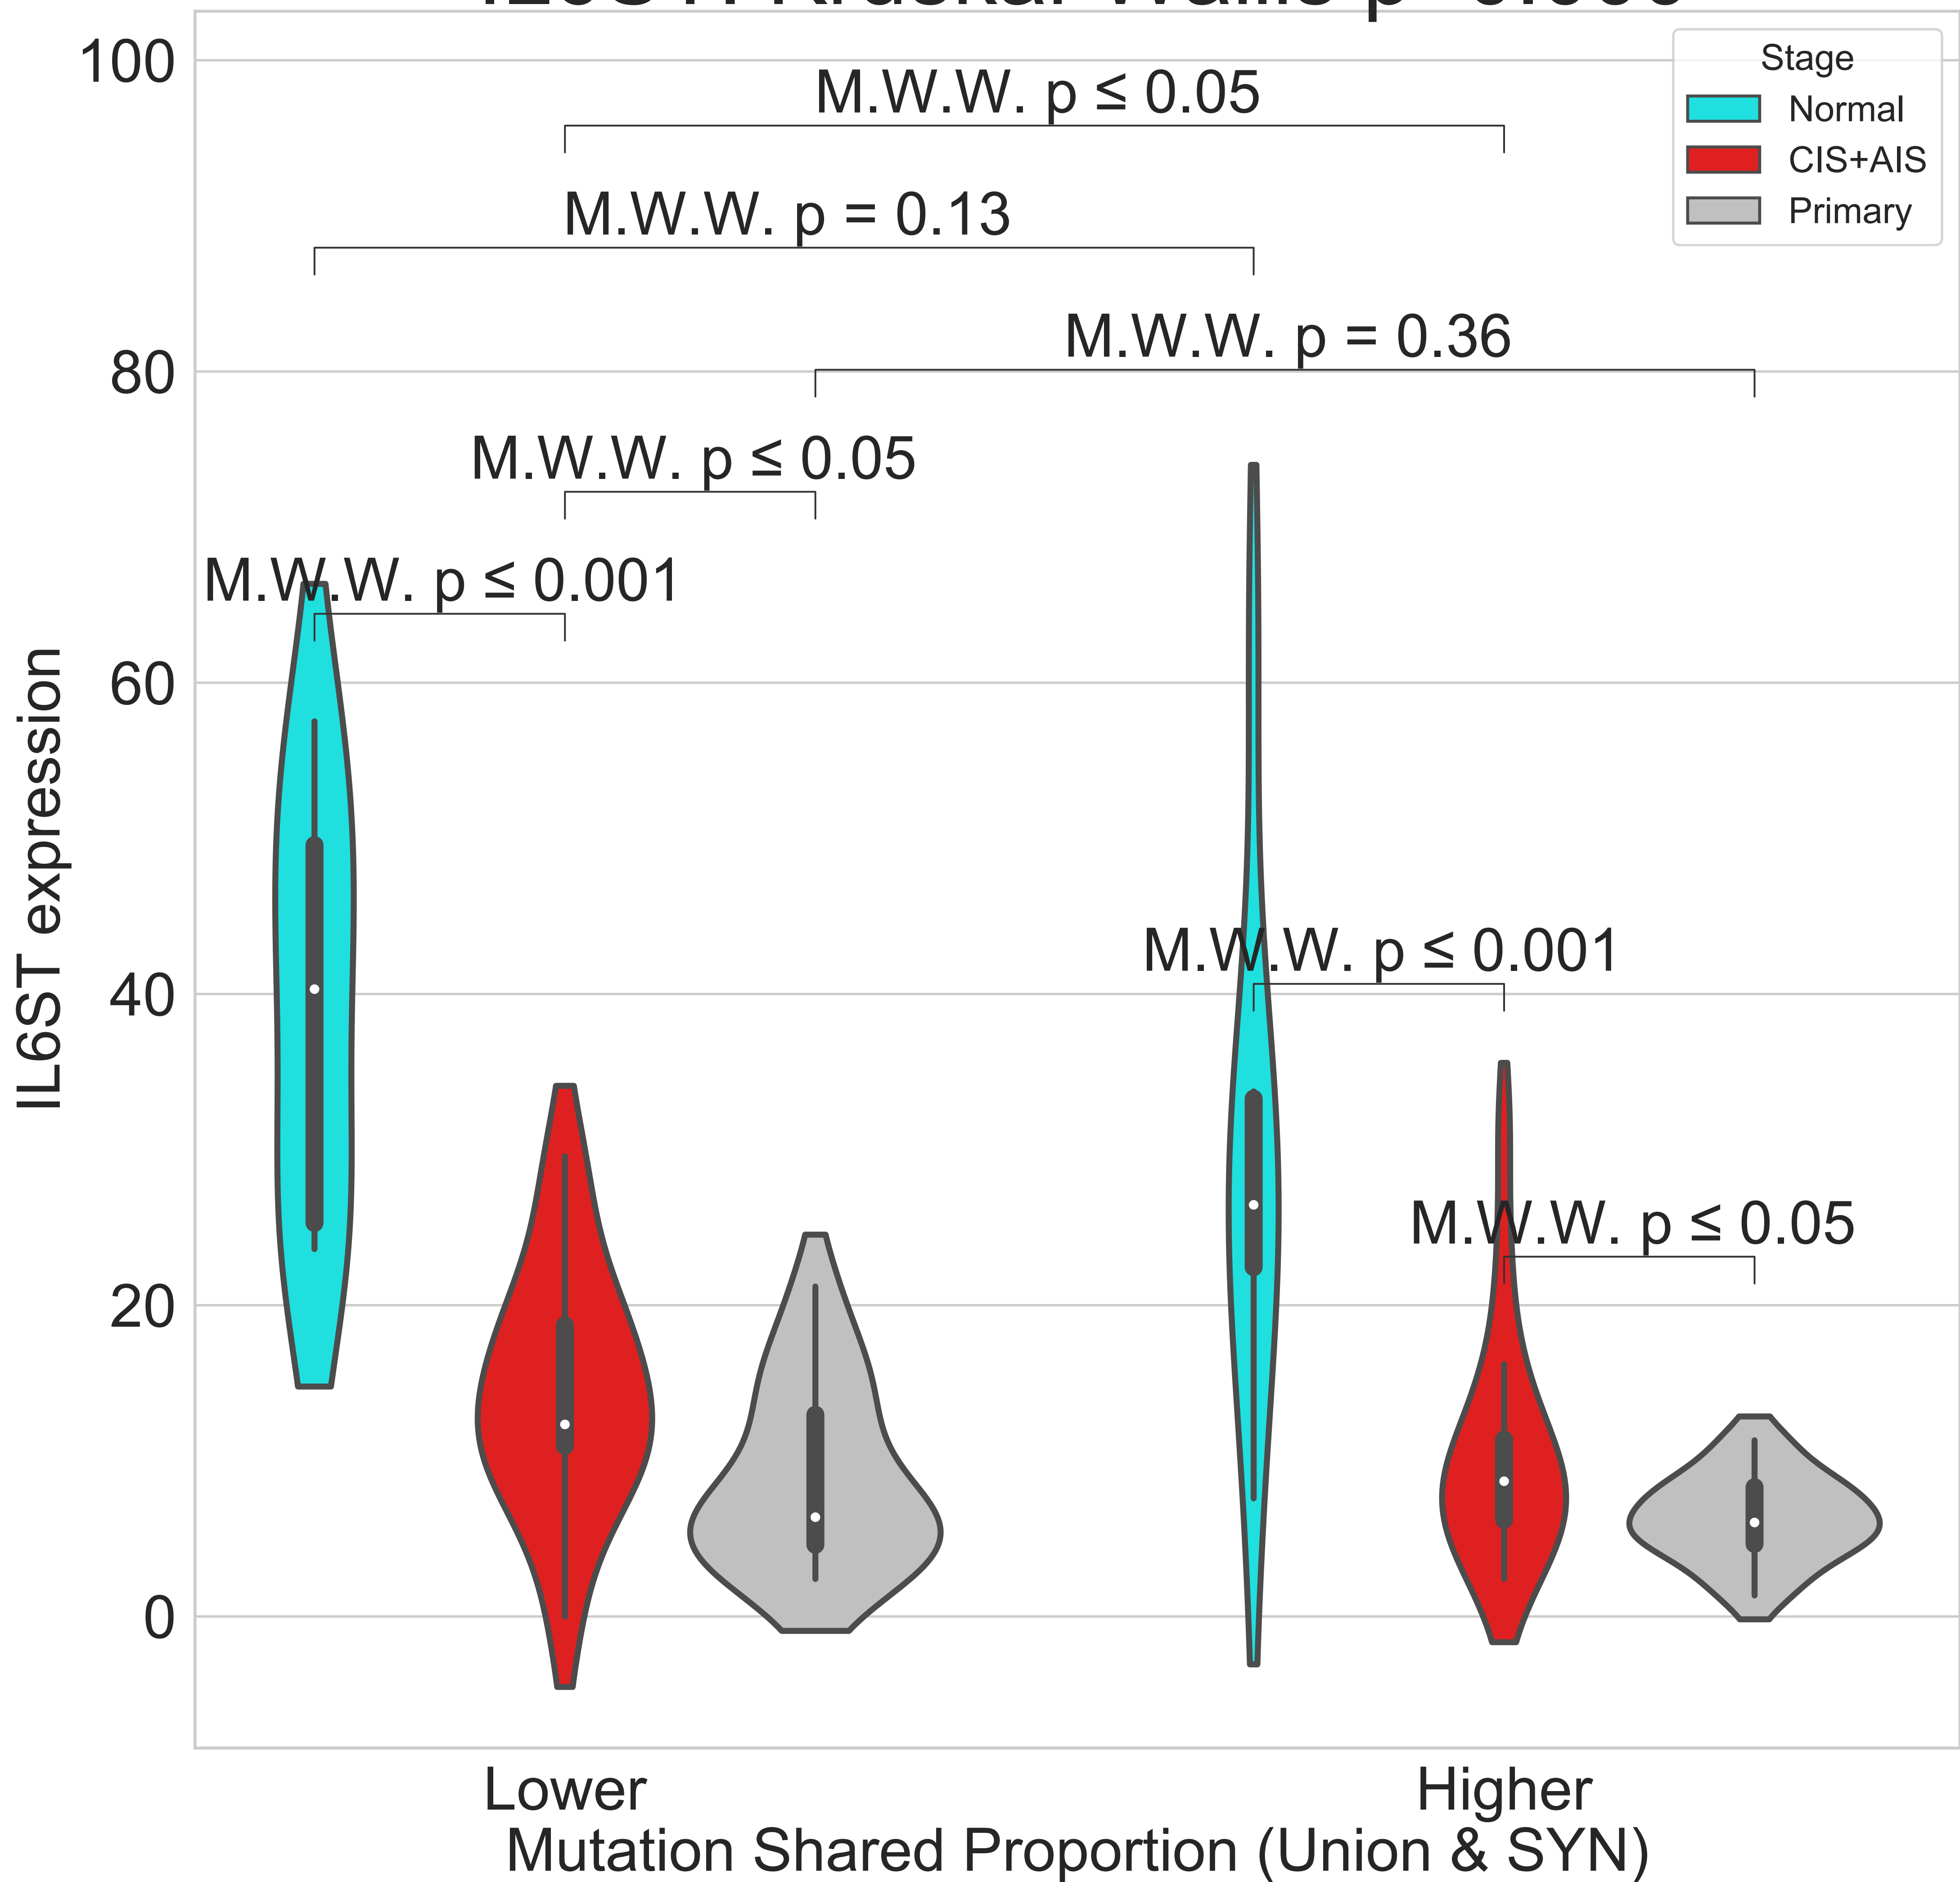 100
80
60
40
20
0
IL6ST expression
Stage
Normal
CIS+AIS
Primary
M.W.W. p ≤ 0.05
M.W.W. p = 0.13
M.W.W. p = 0.36
M.W.W. p ≤ 0.05
M.W.W. p ≤ 0.001
M.W.W. p ≤ 0.001
M.W.W. p ≤ 0.05
Lower
Higher
Mutation Shared Proportion (Union & SYN)